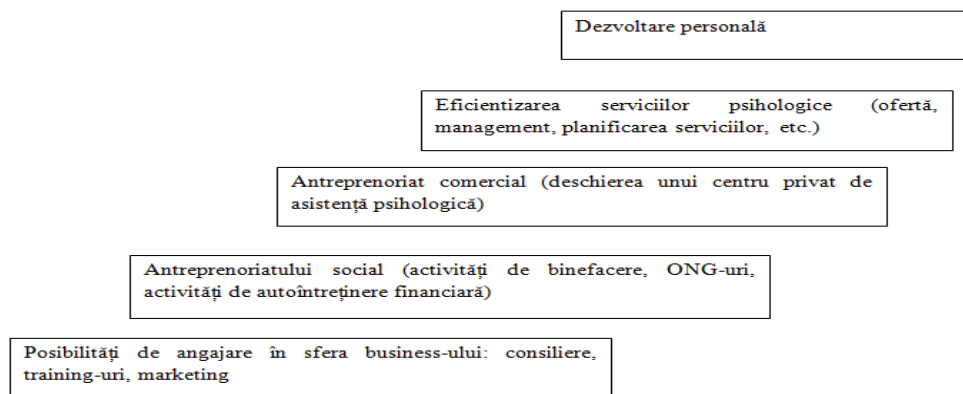 Dezvoltare personală
Eficientizarea serviciilor psihologice (ofertă,
management, planificarea serviciilor, etc.)
Antreprenoriat comercial (deschierea unui centru privat de
asistență psihologică)
Antreprenoriatului social (activități de binefacere, ONG-uri,
activități de autoîntreținere financiară)
Posibilități de angajare în sfera business-ului: consiliere,
training-uri, marketing